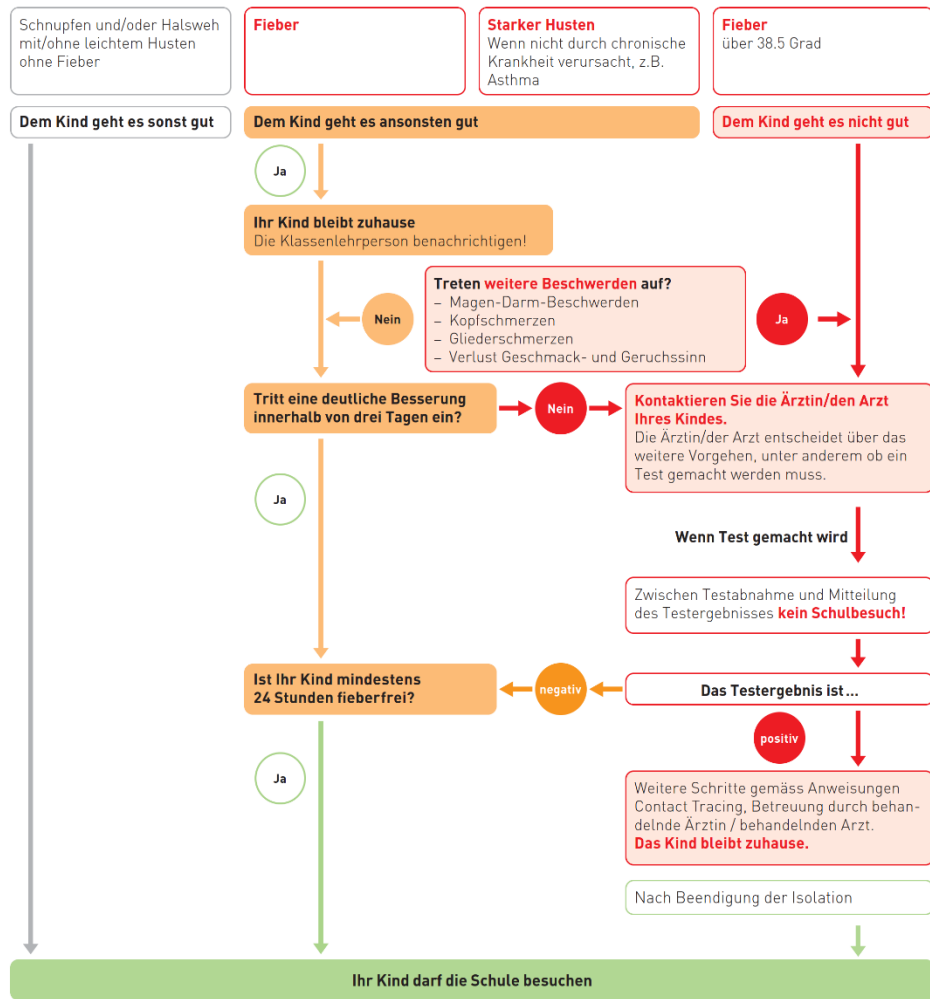 Schnupfen und/oder Halsweh
mit/ohne leichtem Husten
ohne Fieber
Fieber
Starker Husten
Wenn nicht durch chronische
Krankheit verursacht, z.B.
Asthma
Fieber
über 38.5 Grad
Dem Kind geht es sonst gut
Dem Kind geht es ansonsten gut
Dem Kind geht es nicht gut
Ja
Ihr Kind bleibt zuhause
Die Klassenlehrperson benachrichtigen!
Treten weitere Beschwerden auf?
– Magen-Darm-Beschwerden
– Kopfschmerzen
– Gliederschmerzen
– Verlust Geschmack- und Geruchssinn
Nein
Ja
Tritt eine deutliche Besserung
innerhalb von drei Tagen ein?
Nein
Kontaktieren Sie die Ärztin/den Arzt
Ihres Kindes.
Die Ärztin/der Arzt entscheidet über das
weitere Vorgehen, unter anderem ob ein
Test gemacht werden muss.
Ja
Wenn Test gemacht wird
Zwischen Testabnahme und Mitteilung
des Testergebnisses kein Schulbesuch!
Ist Ihr Kind mindestens
24 Stunden fieberfrei?
negativ
Das Testergebnis ist ...
positiv
Ja
Weitere Schritte gemäss Anweisungen
Contact Tracing, Betreuung durch behan-
delnde Ärztin / behandelnden Arzt.
Das Kind bleibt zuhause.
Nach Beendigung der Isolation
Ihr Kind darf die Schule besuchen